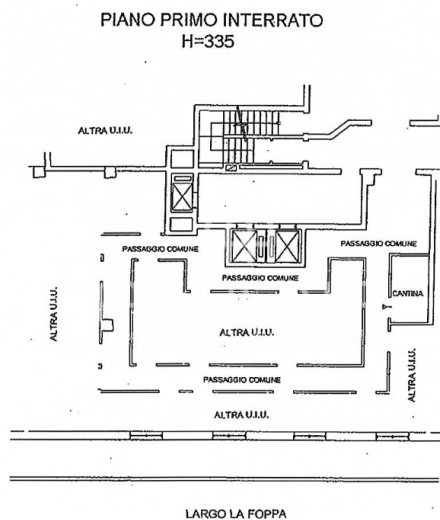 PIANO PRIMO INTERRATO
H=335
ALTRA U.I.U.
PASSAGGIO COMUNE
PASSAGGIO COMUNE
PASSAGGIO COMUNE
CANTINA
ALTRA U.I.U.
ALTRA U.I.U.
ALTRA U.I.U.
PASSAGGIO COMUNE
ALTRA U.I.U.
LARGO LA FOPPA